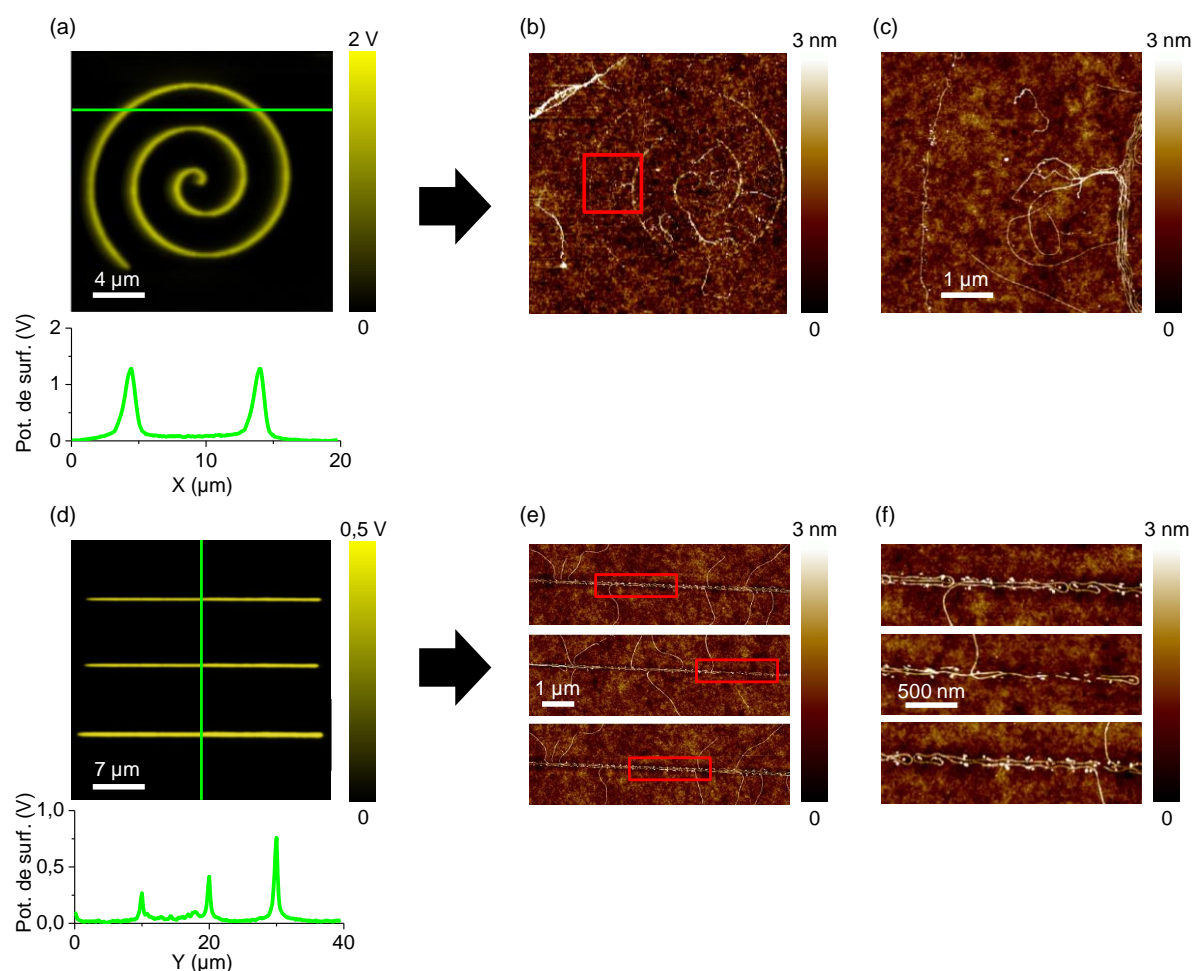 (a)
2 V
4 µm
0
Pot. de surf. (V)
2
1
0
0
10
20
X (µm)
(b)
3 nm
0
(c)
3 nm
1 µm
0
(d)
0,5 V
7 µm
0
Pot. de surf. (V)
1,0
0,5
0,0
0
20
40
Y (µm)
(e)
3 nm
1 µm
0
(f)
3 nm
500 nm
0